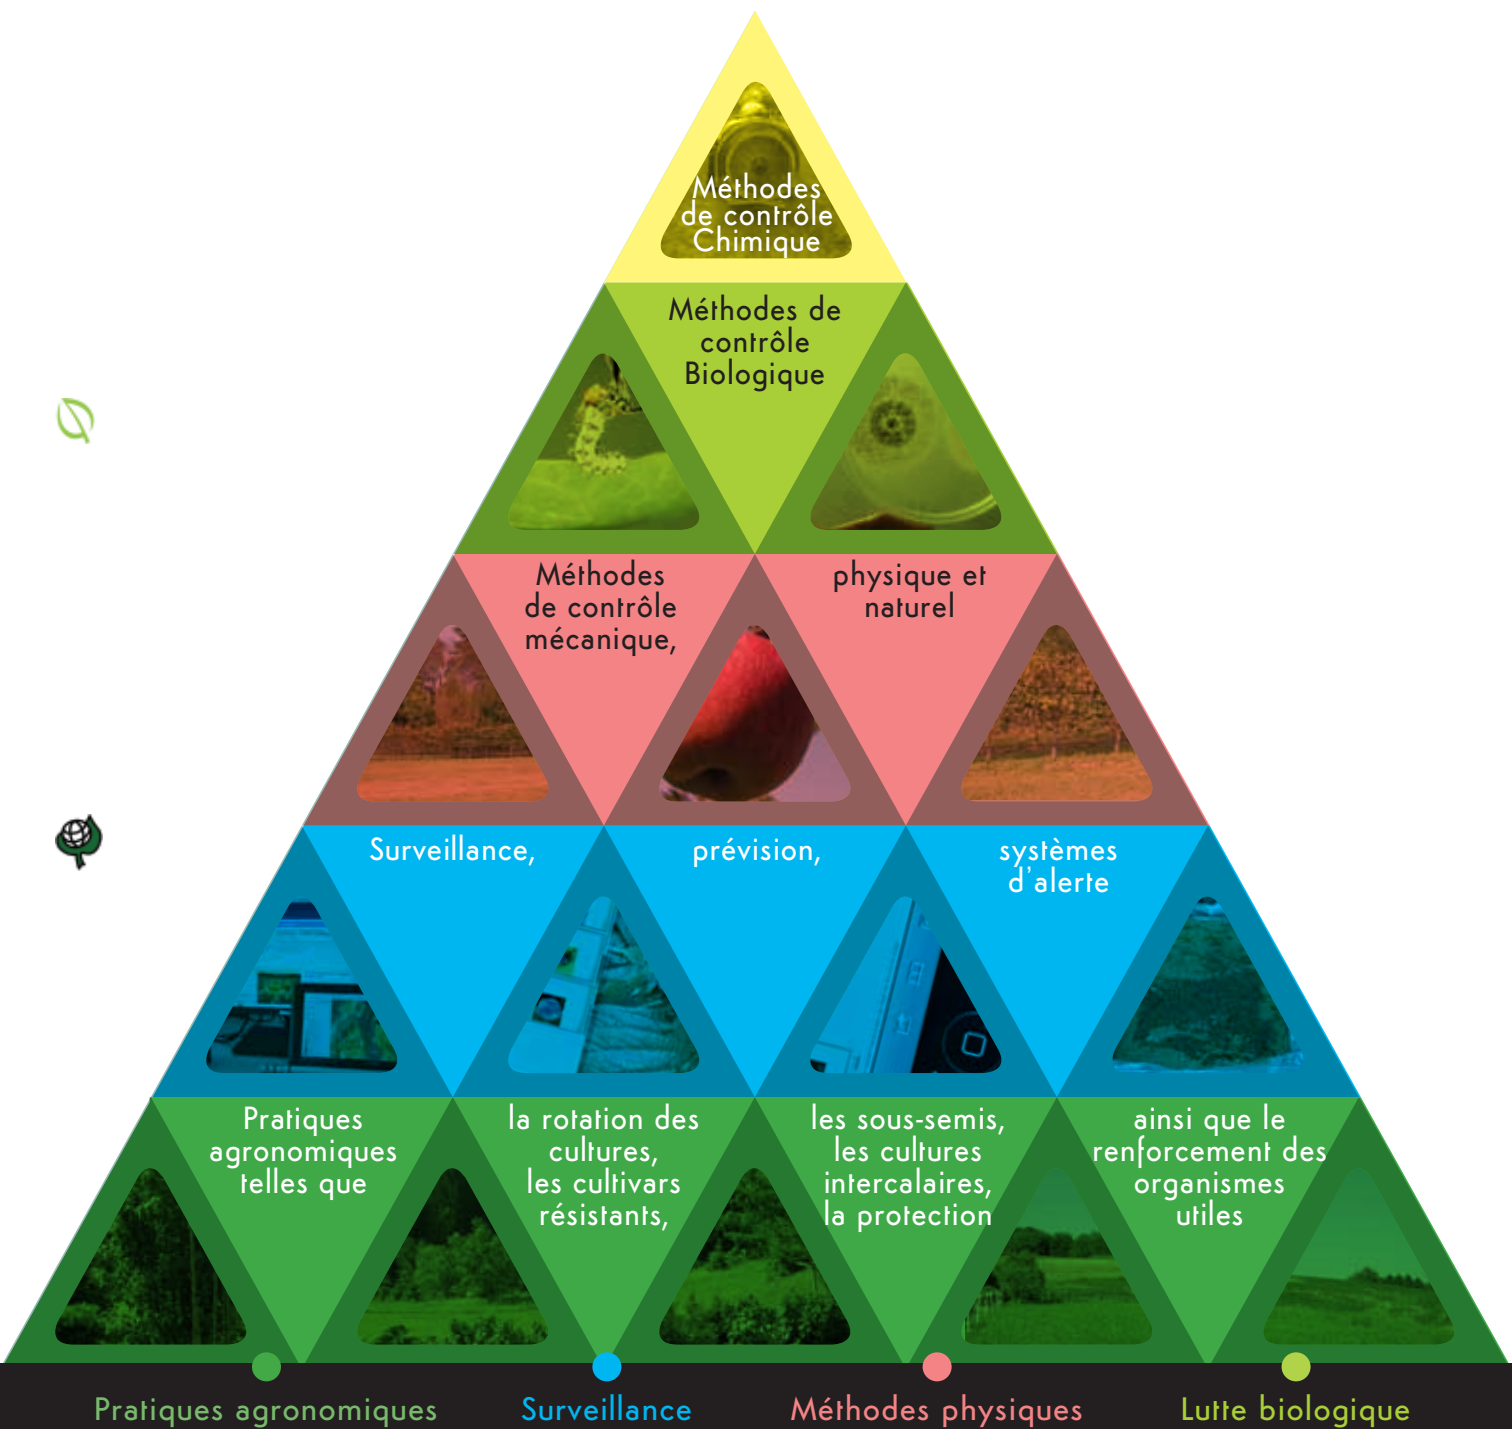 Méthodes
de contrôle
Chimique
Méthodes de
contrôle
Biologique
Méthodes
de contrôle
mécanique,
physique et
naturel
Surveillance,
prévision,
systèmes
d'alerte
Pratiques
agronomiques
telles que
la rotation des
cultures,
les cultivars
résistants,
les sous-semis,
les cultures
intercalaires,
la protection
ainsi que le
renforcement des
organismes
utiles
Pratiques agronomiques
Surveillance
Méthodes physiques
Lutte biologique